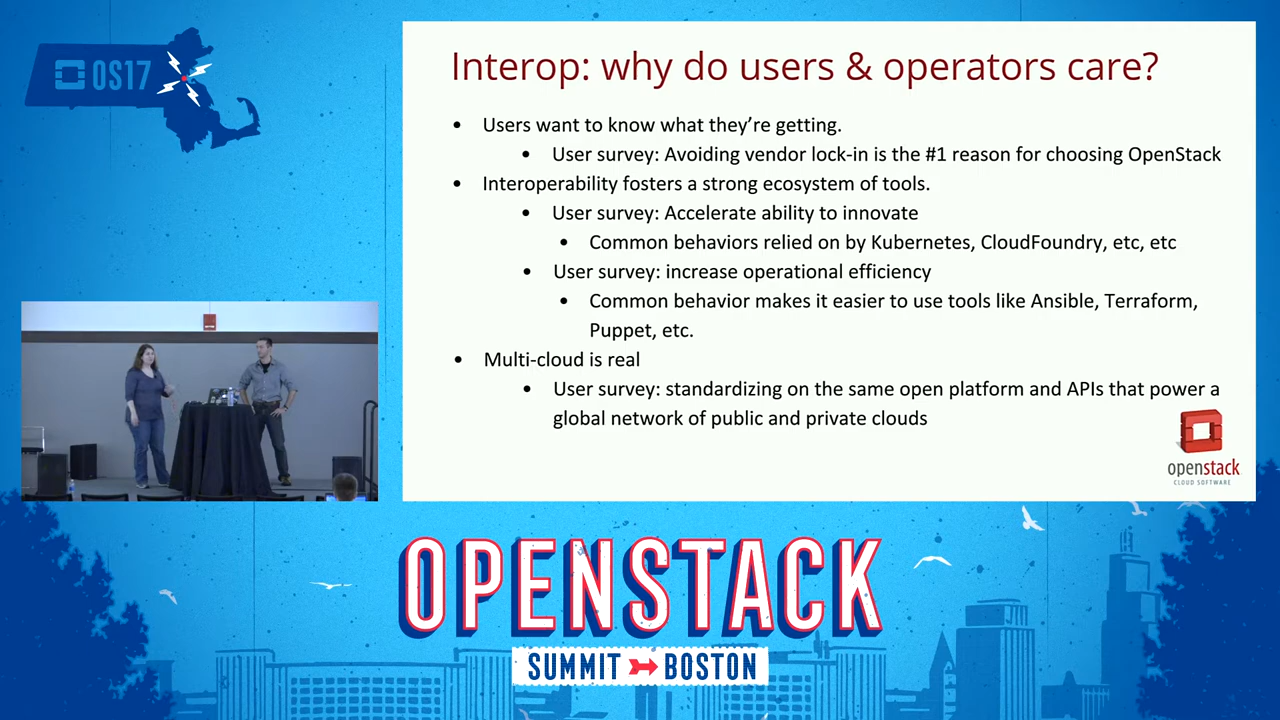 OS17
Interop: why do users & operators care?
• Users want to know what they're getting.
• User survey: Avoiding vendor lock-in is the #1 reason for choosing OpenStack
• Interoperability fosters a strong ecosystem of tools.
• User survey: Accelerate ability to innovate
• Common behaviors relied on by Kubernetes, CloudFoundry, etc, etc
• User survey: increase operational efficiency
• Common behavior makes it easier to use tools like Ansible, Terraform,
Puppet, etc.
• Multi-cloud is real
• User survey: standardizing on the same open platform and APIs that power a
global network of public and private clouds
openstack
CLOUD SOFTWARE
OPENSTACK
SUMMIT BOSTON